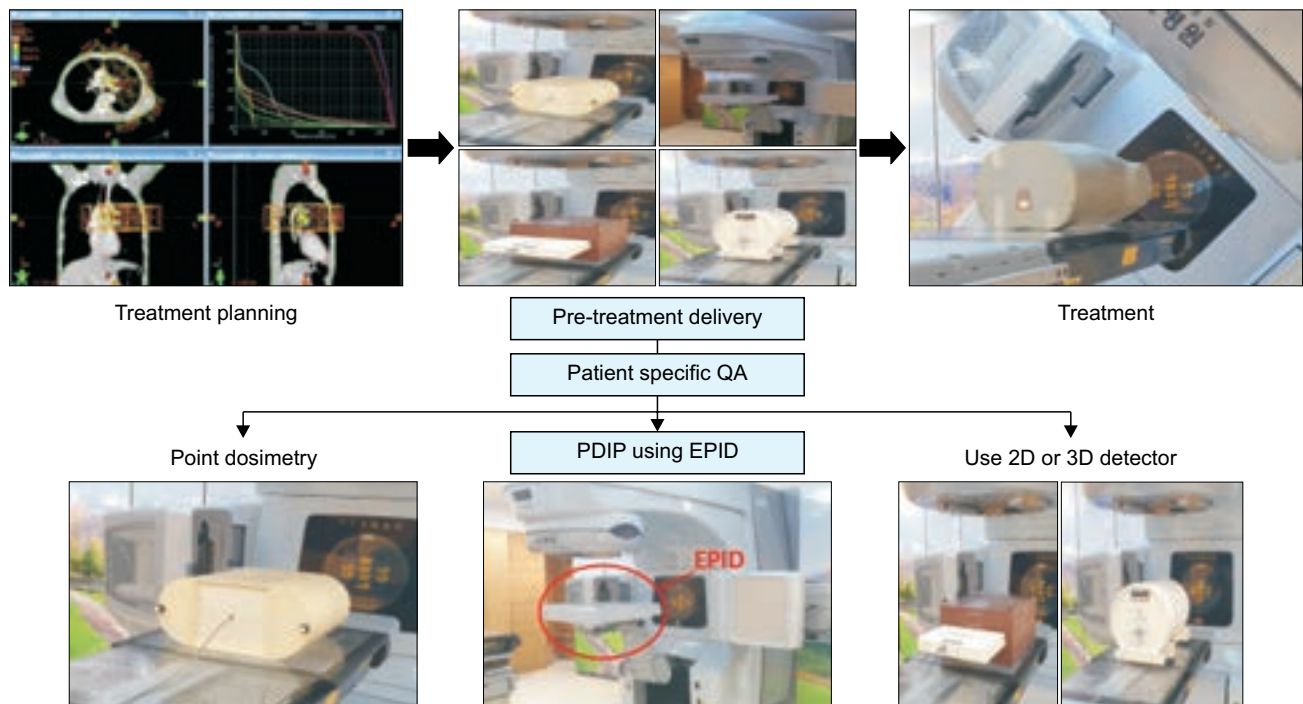 Treatment planning
Pre-treatment delivery
Treatment
Patient specific QA
Point dosimetry
PDIP using EPID
Use 2D or 3D detector
EPID